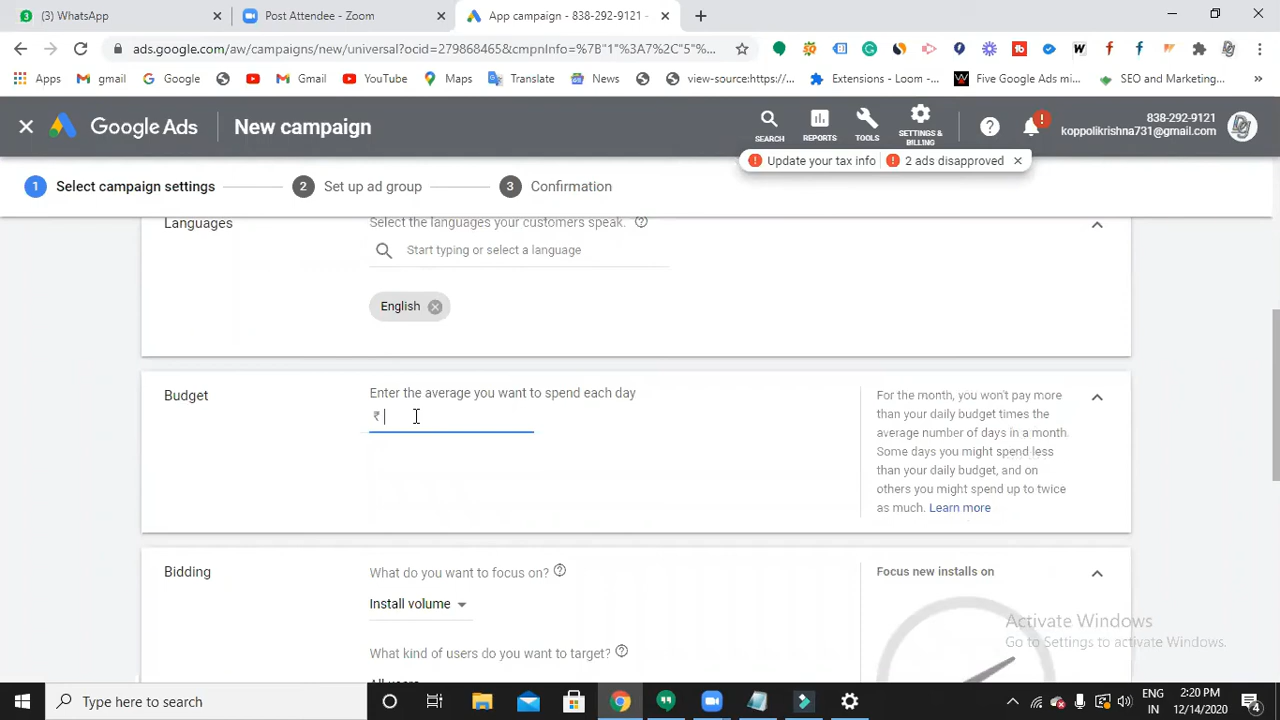 (3) WhatsApp
Post Attendee - Zoom
App campaign - 838-292-9121 -
ads.google.com/aw/campaigns/new/universal?ocid=279868465&cmpnInfo=%7B"1"%3A7%2C"5"%...
Apps
gmail
Google
Gmail
YouTube
Maps
Translate
News
view-source:https://...
Extensions - Loom -...
Five Google Ads mi...
SEO and Marketing...
»
Google Ads
New campaign
SEARCH
REPORTS
TOOLS
SETTINGS & BILLING
838-292-9121
koppolikrishna731@gmail.com
Update your tax info
2 ads disapproved
1 Select campaign settings
2 Set up ad group
3 Confirmation
Languages
Select the languages your customers speak.
Start typing or select a language
English
Budget
Enter the average you want to spend each day
₹
For the month, you won't pay more
than your daily budget times the
average number of days in a month.
Some days you might spend less
than your daily budget, and on
others you might spend up to twice
as much. Learn more
Bidding
What do you want to focus on?
Install volume
What kind of users do you want to target?
All users
Focus new installs on
Activate Windows
Go to Settings to activate Windows.
Type here to search
ENG
IN
2:20 PM
12/14/2020
4